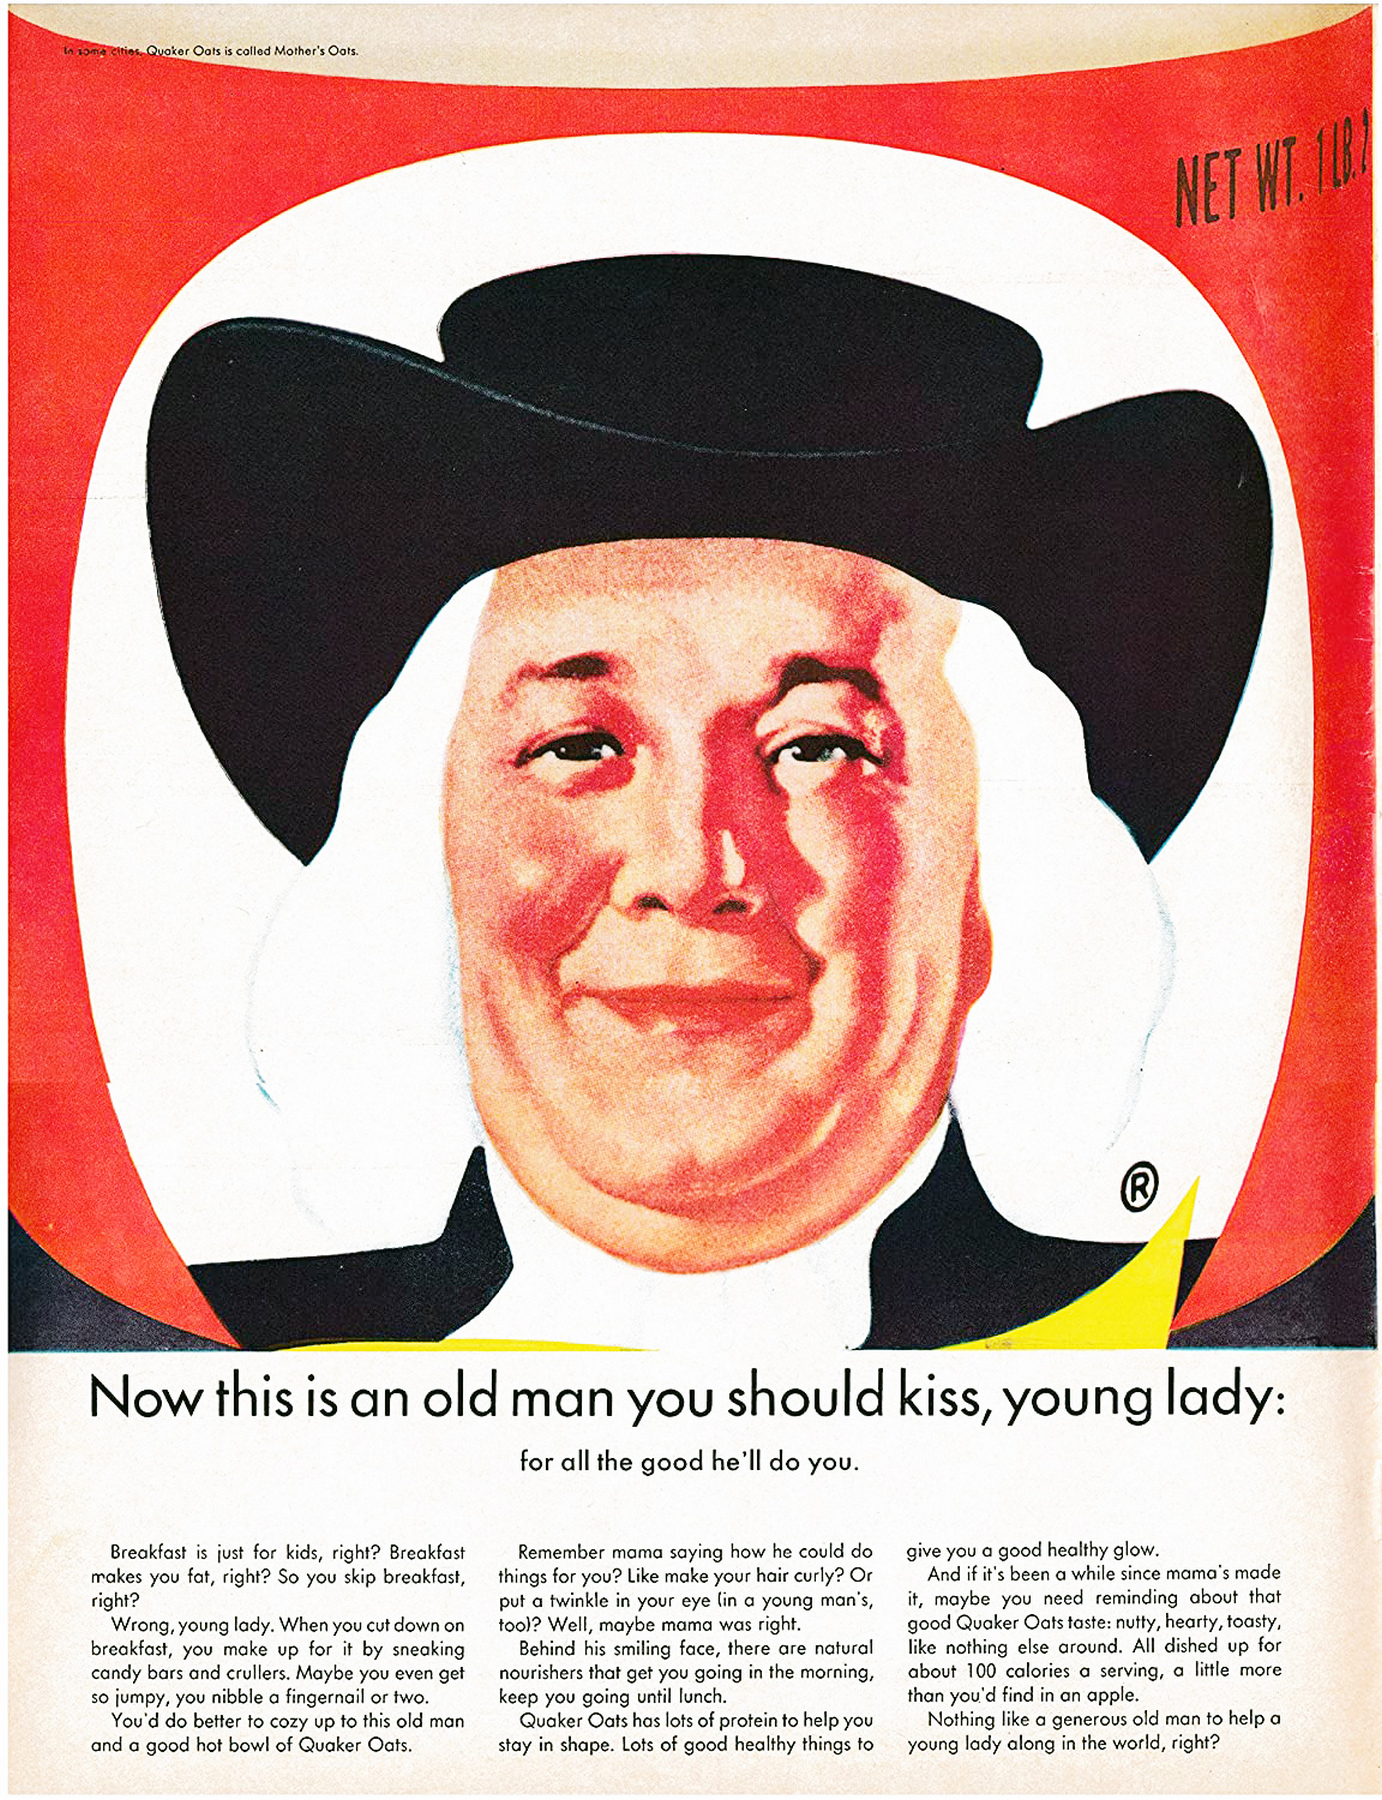 In some cities, Quaker Oats is called Mother's Oats.
NET WT. 1 LB. 2
®
Now this is an old man you should kiss, young lady:
for all the good he'll do you.
Breakfast is just for kids, right? Breakfast
makes you fat, right? So you skip breakfast,
right?
Wrong, young lady. When you cut down on
breakfast, you make up for it by sneaking
candy bars and crullers. Maybe you even get
so jumpy, you nibble a fingernail or two.
You'd do better to cozy up to this old man
and a good hot bowl of Quaker Oats.
Remember mama saying how he could do
things for you? Like make your hair curly? Or
put a twinkle in your eye (in a young man's,
too)? Well, maybe mama was right.
Behind his smiling face, there are natural
nourishers that get you going in the morning,
keep you going until lunch.
Quaker Oats has lots of protein to help you
stay in shape. Lots of good healthy things to
give you a good healthy glow.
And if it's been a while since mama's made
it, maybe you need reminding about that
good Quaker Oats taste: nutty, hearty, toasty,
like nothing else around. All dished up for
about 100 calories a serving, a little more
than you'd find in an apple.
Nothing like a generous old man to help a
young lady along in the world, right?